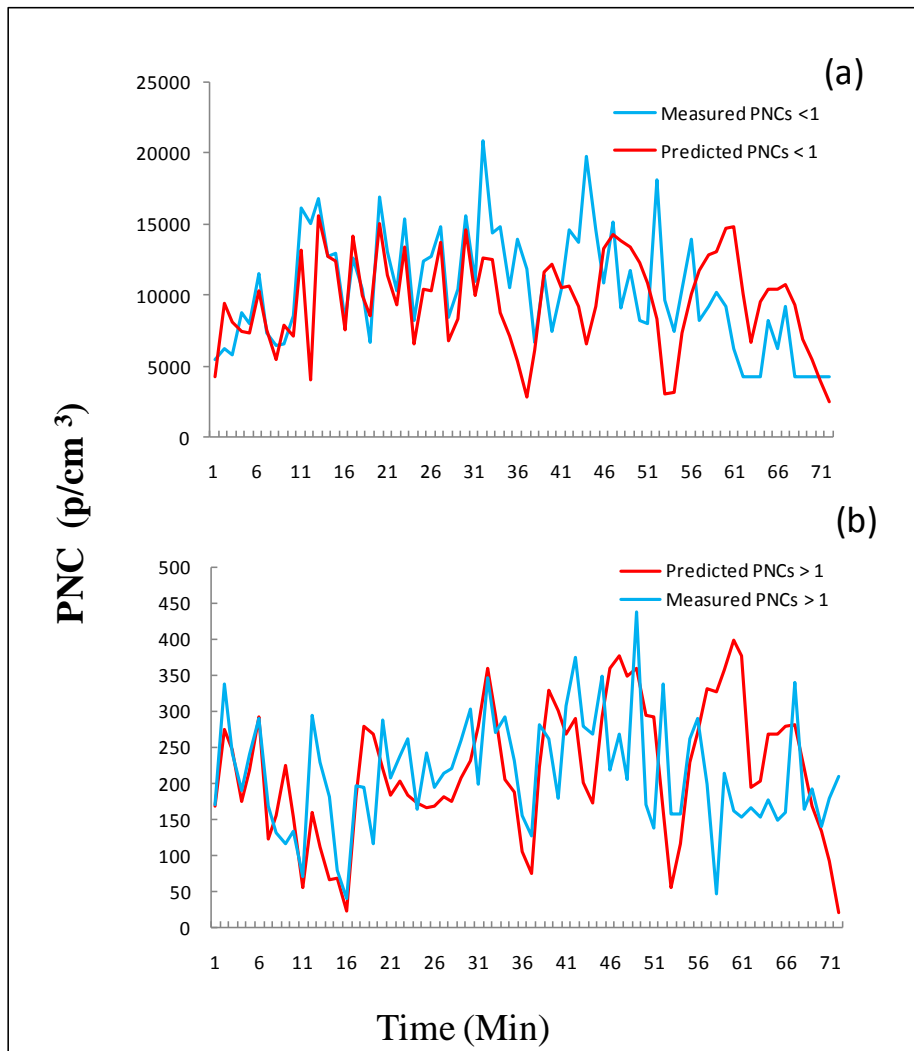 (a)
25000
20000
15000
10000
5000
0
Measured PNCs <1
Predicted PNCs < 1
1 6 11 16 21 26 31 36 41 46 51 56 61 66 71
PNC (p/cm ³)
(b)
500
450
400
350
300
250
200
150
100
50
0
Predicted PNCs > 1
Measured PNCs > 1
1 6 11 16 21 26 31 36 41 46 51 56 61 66 71
Time (Min)